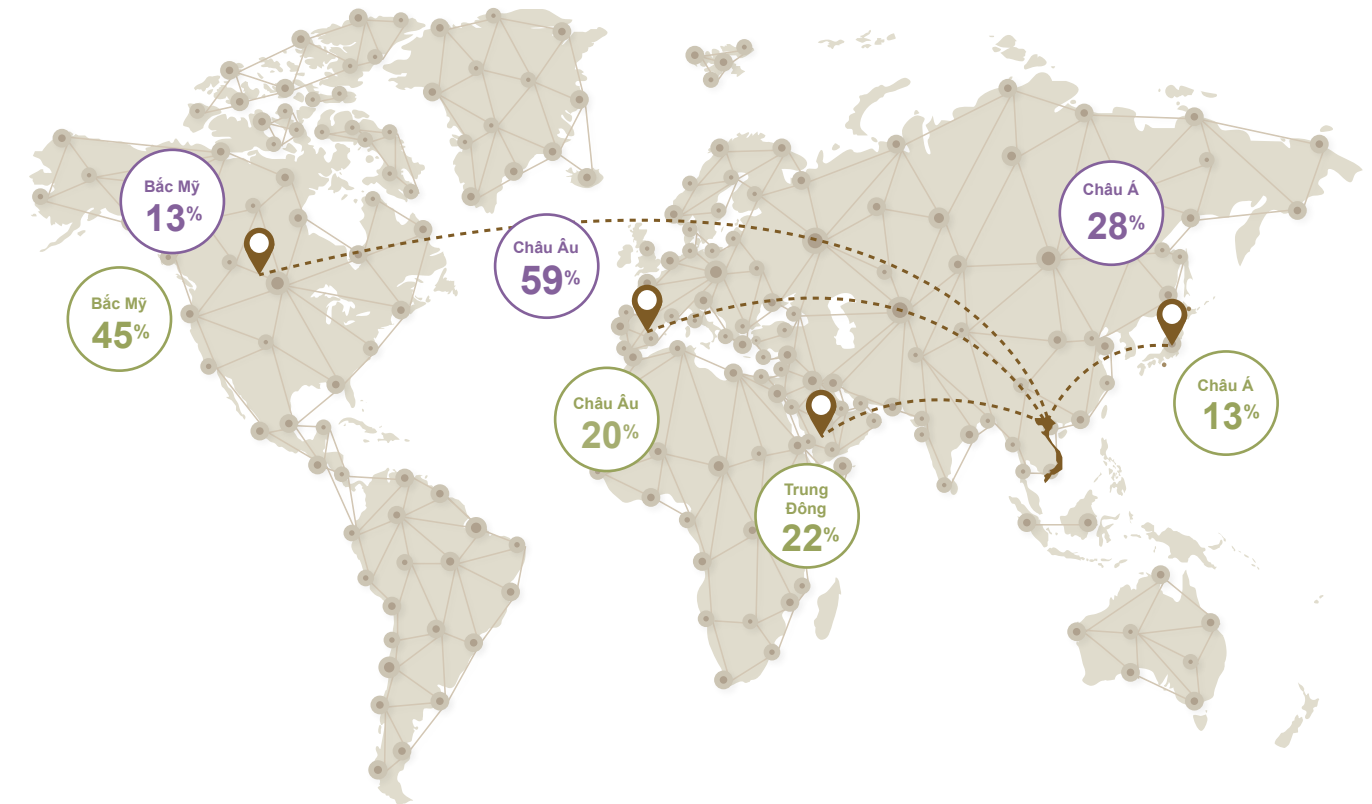 Bắc Mỹ
13%
Châu Á
28%
Châu Âu
59%
Bắc Mỹ
45%
Châu Á
13%
Châu Âu
20%
Trung
Đông
22%